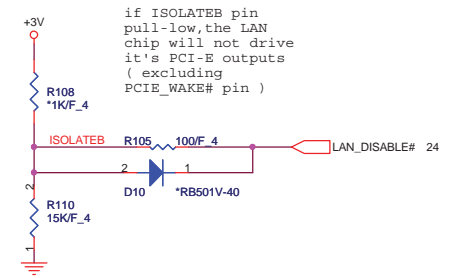 +3V
if ISOLATEB pin
pull-low,the LAN
chip will not drive
it's PCI-E outputs
( excluding
PCIE_WAKE# pin )
R108
*1K/F_4
ISOLATEB
R105 100/F_4
LAN_DISABLE# 24
2 1
D10 *RB501V-40
2
R110
15K/F_4
1